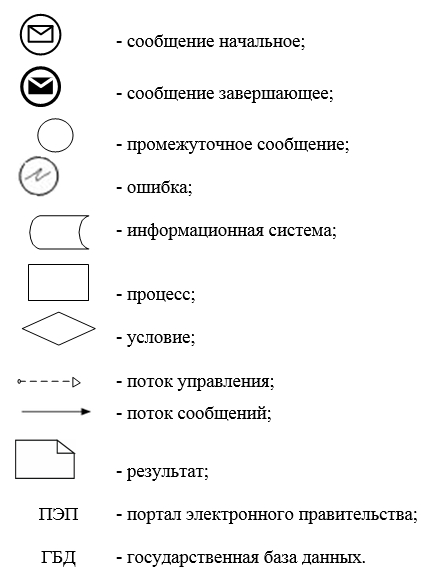 - сообщение начальное;
- сообщение завершающее;
- промежуточное сообщение;
- ошибка;
- информационная система;
- процесс;
- условие;
- поток управления;
- поток сообщений;
- результат;
ПЭП - портал электронного правительства;
ГБД - государственная база данных.